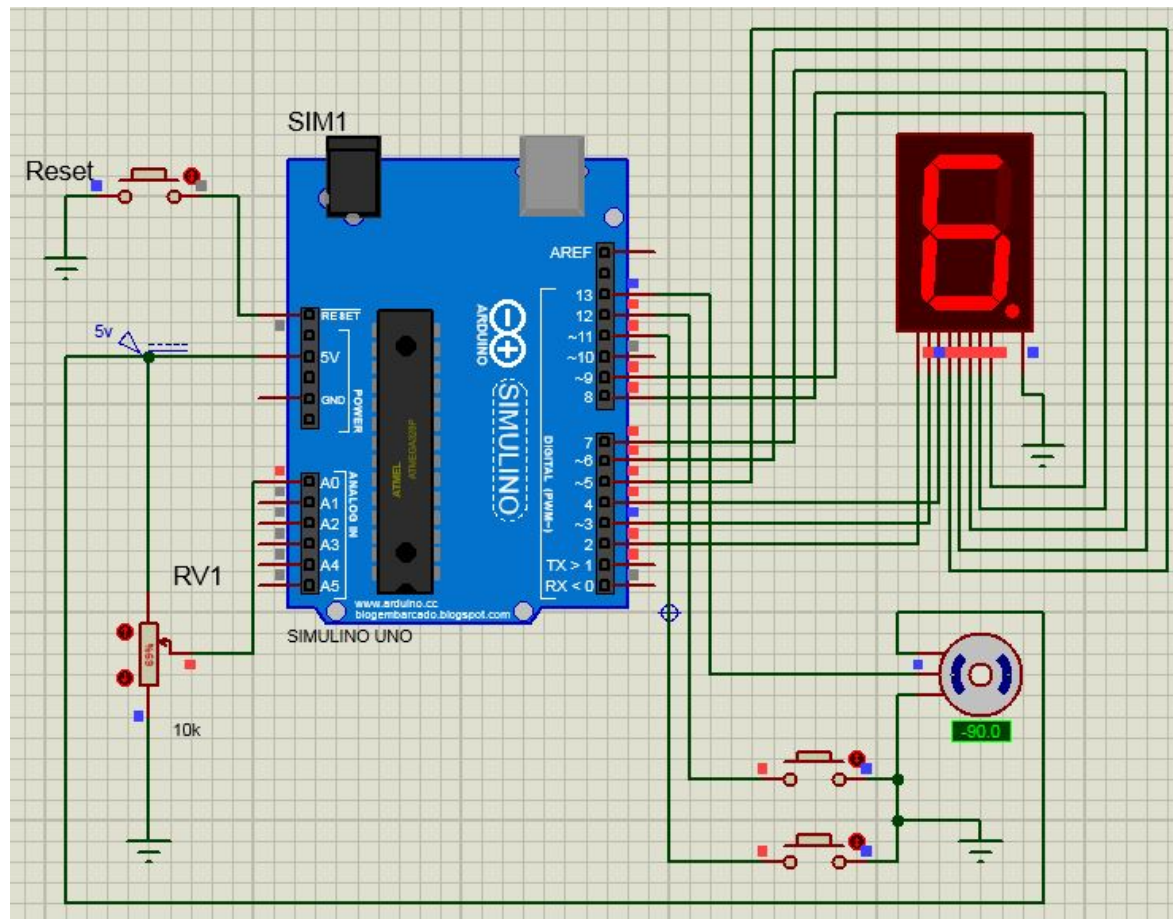 SIM1
Reset
AREF
13
RESET
12
~11
5v
5V
~10
~9
GND
8
POWER
ARDUINO
SIMULINO
7
~6
DIGITAL (PWM~)
~5
A0
4
A1
~3
A2
2
A3
TX > 1
A4
RX < 0
A5
ANALOG IN
ATMEL
ATMEGA328P
www.arduino.cc
blogembarcado.blogspot.com
SIMULINO UNO
RV1
69%
10k
-90.0
6.